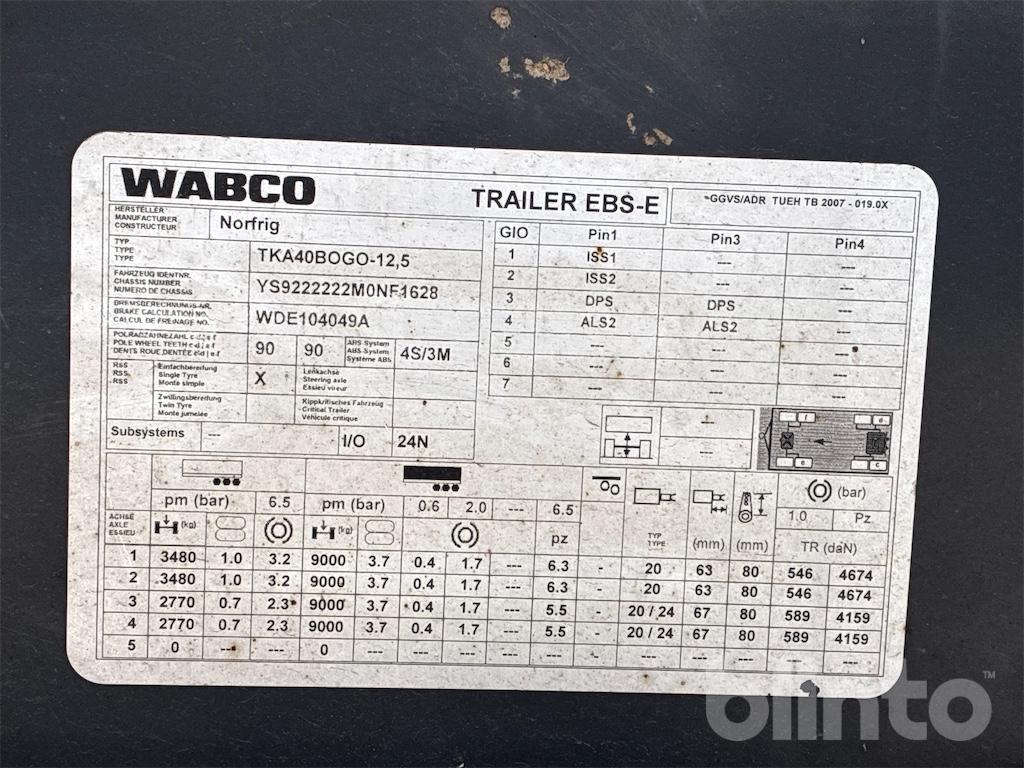 WABCO
TRAILER EBS-E
GGVS/ADR TUEH TB 2007 - 019.0X
HERSTELLER
MANUFACTURER
CONSTRUCTEUR
Norfrig
TYP
TYPE
TYPE
TKA40BOGO-12,5
FAHRZEUG IDENTNR.
CHASSIS NUMBER
NUMERO DE CHASSIS
YS9222222M0NF1628
BREMSBERECHNUNGS-NR.
BRAKE CALCULATION NO.
CALCUL DE FREINAGE NO.
WDE104049A
POLRADZAHNEZAHL c-d | e-f
POLE WHEEL TEETH c-d | e-f
DENTS ROUE DENTÉE c-d | e-f
90 90
ABS-System
ABS-System
Système ABS
4S/3M
RSS
RSS
RSS
Einfachbereifung
Single Tyre
Monte simple
X
Lenkachse
Steering axle
Essieu vireur
Zwillingsbereifung
Twin Tyre
Monte jumelée
Kippkritisches Fahrzeug
Critical Trailer
Véhicule critique
Subsystems --- I/O 24N
GIO Pin1 Pin3 Pin4
1 ISS1 --- ---
2 ISS2 --- ---
3 DPS DPS ---
4 ALS2 ALS2 ---
5 --- --- ---
6 --- --- ---
7 --- --- ---
---
---
f d
e c
pm (bar) 6.5 pm (bar) 0.6 2.0 --- 6.5 (bar)
1.0 Pz
ACHSE
AXLE
ESSIEU
(kg) (kg) pz
TYP
TYPE
(mm) (mm) TR (daN)
1 3480 1.0 3.2 9000 3.7 0.4 1.7 --- 6.3 - 20 63 80 546 4674
2 3480 1.0 3.2 9000 3.7 0.4 1.7 --- 6.3 - 20 63 80 546 4674
3 2770 0.7 2.3 9000 3.7 0.4 1.7 --- 5.5 - 20 / 24 67 80 589 4159
4 2770 0.7 2.3 9000 3.7 0.4 1.7 --- 5.5 - 20 / 24 67 80 589 4159
5 0 --- --- 0 --- --- --- --- --- - --- --- --- --- ---
blinto™